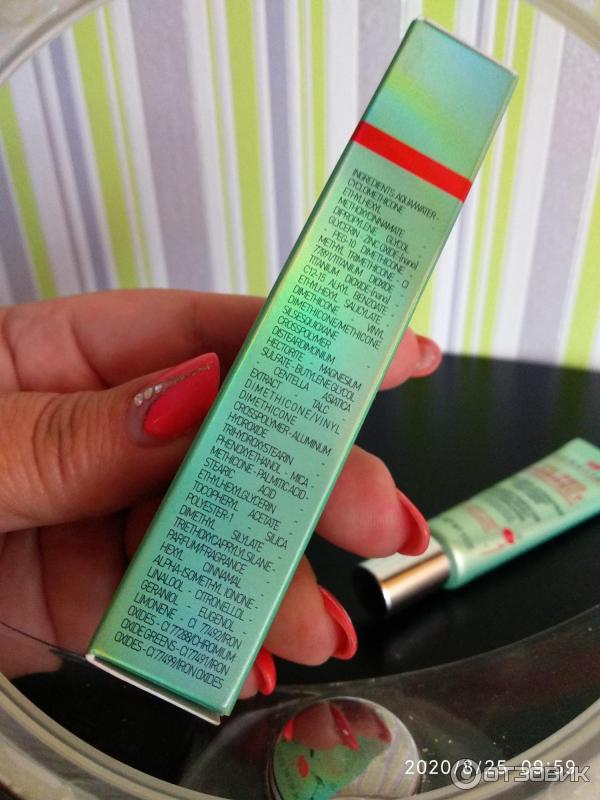 INGREDIENTS: AQUA/WATER -
CYCLOMETHICONE -
ETHYLHEXYL
METHOXYCINNAMATE -
DIPROPYLENE GLYCOL -
GLYCERIN - ZINC OXIDE [nano]
- PEG-10 DIMETHICONE -
METHYL TRIMETHICONE - CI
77891/TITANIUM DIOXIDE -
TITANIUM DIOXIDE [nano] -
C12-15 ALKYL BENZOATE -
ETHYLHEXYL SALICYLATE -
DIMETHICONE - VINYL
DIMETHICONE/METHICONE
SILSESQUIOXANE
CROSSPOLYMER -
DISTEARDIMONIUM
HECTORITE - MAGNESIUM
SULFATE - BUTYLENE GLYCOL
- CENTELLA ASIATICA
EXTRACT - TALC -
DIMETHICONE/VINYL
DIMETHICONE
CROSSPOLYMER - ALUMINUM
HYDROXIDE -
TRIHYDROXYSTEARIN -
PHENOXYETHANOL - MICA -
METHICONE - PALMITIC ACID -
STEARIC ACID -
ETHYLHEXYLGLYCERIN -
TOCOPHERYL ACETATE -
POLYESTER-1 - SILICA
DIMETHYL SILYLATE -
TRIETHOXYCAPRYLYLSILANE -
PARFUM/FRAGRANCE -
HEXYL CINNAMAL -
ALPHA-ISOMETHYL IONONE -
LINALOOL - CITRONELLOL -
GERANIOL - EUGENOL -
LIMONENE - CI 77492/IRON
OXIDES - CI 77288/CHROMIUM
OXIDE GREENS - CI 77491/IRON
OXIDES - CI 77499/IRON OXIDES
2020/8/25 09:59
ОТЗОВИК